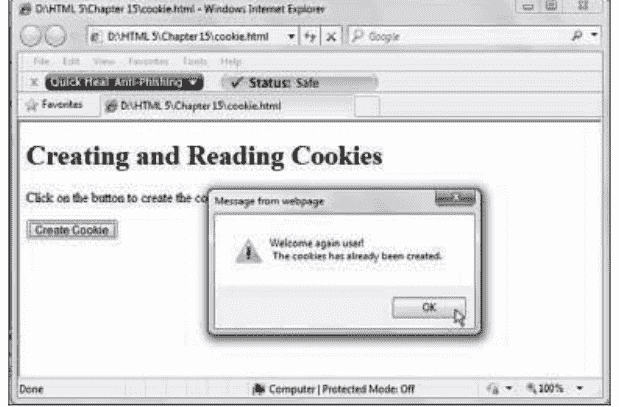 D:\HTML 5\Chapter 15\cookie.html - Windows Internet Explorer
D:\HTML 5\Chapter 15\cookie.html
Google
File Edit View Favorites Tools Help
x Quick Heal Anti-Phishing Status: Safe
Favorites D:\HTML 5\Chapter 15\cookie.html
Creating and Reading Cookies
Click on the button to create the co
Create Cookie
Message from webpage
Welcome again user!
The cookies has already been created.
OK
Done Computer | Protected Mode: Off 100%